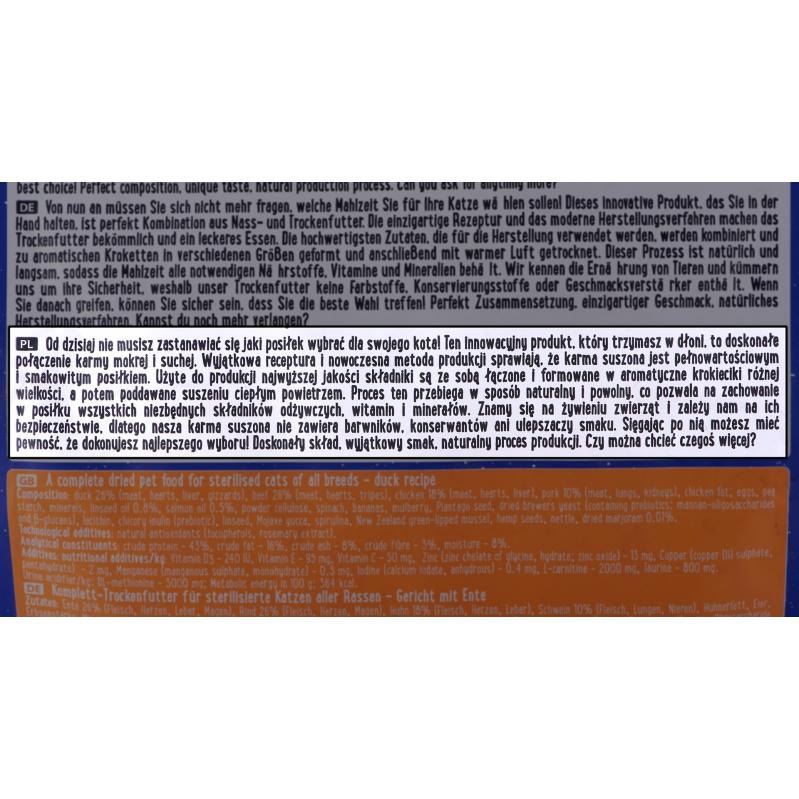 best choice! Perfect composition, unique taste, natural production process. Can you ask for anything more?
DE Von nun an müssen Sie sich nicht mehr fragen, welche Mahlzeit Sie für Ihre Katze wä hlen sollen! Dieses innovative Produkt, das Sie in der
Hand halten, ist perfekt Kombination aus Nass- und Trockenfutter. Die einzigartige Rezeptur und das moderne Herstellungsverfahren machen das
Trockenfutter bekömmlich und ein leckeres Essen. Die hochwertigsten Zutaten, die für die Herstellung verwendet werden, werden kombiniert und
zu aromatischen Kroketten in verschiedenen Größen geformt und anschließend mit warmer Luft getrocknet. Dieser Prozess ist natürlich und
langsam, sodass die Mahlzeit alle notwendigen Nä hrstoffe, Vitamine und Mineralien behä lt. Wir kennen die Ernä hrung von Tieren und kümmern
uns um ihre Sicherheit, weshalb unser Trockenfutter keine Farbstoffe, Konservierungsstoffe oder Geschmacksverstä rker enthä lt. Wenn
Sie danach greifen, können Sie sicher sein, dass Sie die beste Wahl treffen! Perfekt Zusammensetzung, einzigartiger Geschmack, natürliches
Herstellungsverfahren. Kannst du noch mehr verlangen?
PL Od dzisiaj nie musisz zastanawiać się jaki posiłek wybrać dla swojego kota! Ten innowacyjny produkt, który trzymasz w dłoni, to doskonałe
połączenie karmy mokrej i suchej. Wyjątkowa receptura i nowoczesna metoda produkcji sprawiają, że karma suszona jest pełnowartościowym
i smakowitym posiłkiem. Użyte do produkcji najwyższej jakości składniki są ze sobą łączone i formowane w aromatyczne krokieciki różnej
wielkości, a potem poddawane suszeniu ciepłym powietrzem. Proces ten przebiega w sposób naturalny i powolny, co pozwala na zachowanie
w posiłku wszystkich niezbędnych składników odżywczych, witamin i minerałów. Znamy się na żywieniu zwierząt i zależy nam na ich
bezpieczeństwie, dlatego nasza karma suszona nie zawiera barwników, konserwantów ani ulepszaczy smaku. Sięgając po nią możesz mieć
pewność, że dokonujesz najlepszego wyboru! Doskonały skład, wyjątkowy smak, naturalny proces produkcji. Czy można chcieć czegoś więcej?
GB A complete dried pet food for sterilised cats of all breeds - duck recipe
Composition: duck 26% (meat, hearts, liver, gizzards), beef 26% (meat, hearts, tripes), chicken 18% (meat, hearts, liver), pork 10% (meat, lungs, kidneys), chicken fat, eggs, pea
starch, minerals, linseed oil 0.8%, salmon oil 0.5%, powder cellulose, spinach, bananas, mulberry, Plantago seed, dried brewers yeast (containing prebiotics: mannan-oligosaccharides
and β-glucans), lecithin, chicory inulin (prebiotic), linseed, Mojave yucca, spirulina, New Zealand green-lipped mussel, hemp seeds, nettle, dried marjoram 0.01%.
Technological additives: natural antioxidants (tocopherols, rosemary extract).
Analytical constituents: crude protein - 43%, crude fat - 16%, crude ash - 8%, crude fibre - 3%, moisture - 8%.
Additives: nutritional additives/kg: Vitamin D3 - 240 IU, Vitamin E - 95 mg, Vitamin C - 30 mg, Zinc (zinc chelate of glycine, hydrate; zinc oxide) - 13 mg, Cupper (copper (II) sulphate,
pentahydrate) - 2 mg, Manganese (manganous sulphate, monohydrate) - 0.3 mg, Iodine (calcium iodate, anhydrous) - 0.4 mg, L-carnitine - 2000 mg, Taurine - 800 mg.
Urine acidifier/kg: DL-methionine - 3000 mg; Metabolic energy in 100 g: 384 kcal.
DE Komplett-Trockenfutter für sterilisierte Katzen aller Rassen - Gericht mit Ente
Zutaten: Ente 26% (Fleisch, Herzen, Leber, Magen), Rind 26% (Fleisch, Herzen, Magen), Huhn 18% (Fleisch, Herzen, Leber), Schwein 10% (Fleisch, Lungen, Nieren), Hühnerfett, Eier,